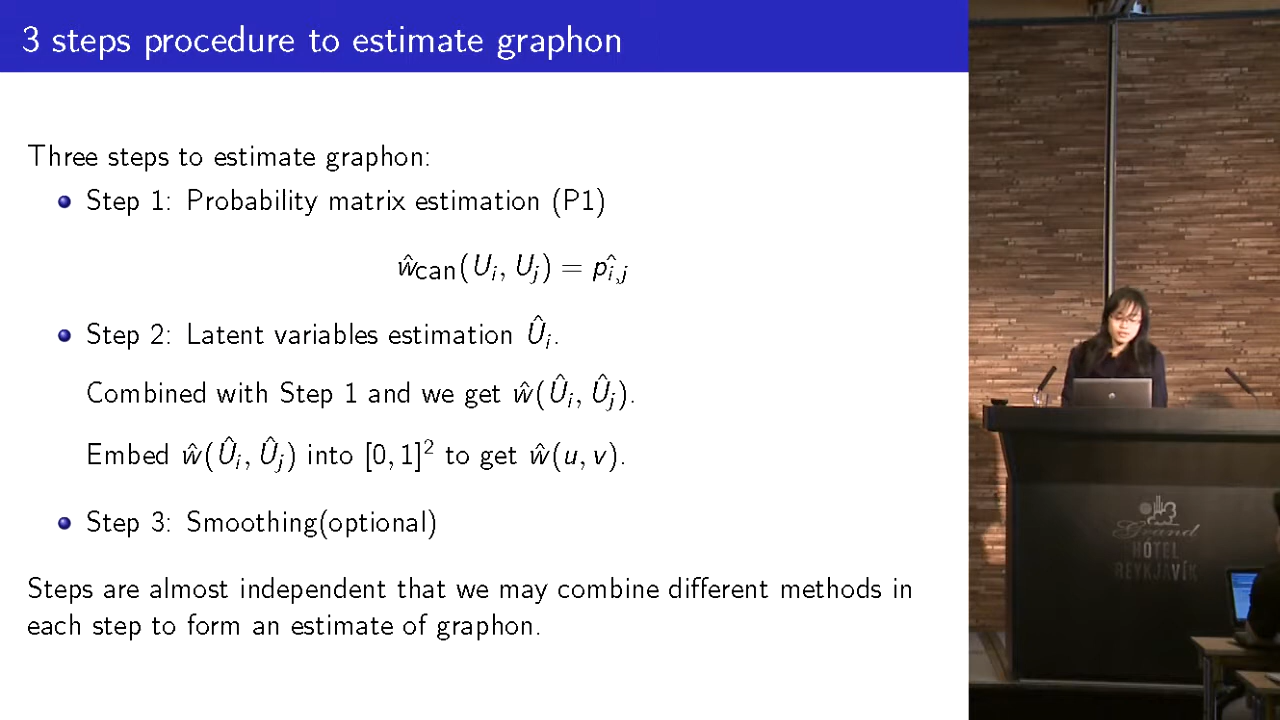 3 steps procedure to estimate graphon
Three steps to estimate graphon:
Step 1: Probability matrix estimation (P1)
ŵcan(Uᵢ, Uⱼ) = p̂ᵢ,ⱼ
Step 2: Latent variables estimation Ûᵢ.
Combined with Step 1 and we get ŵ(Ûᵢ, Ûⱼ).
Embed ŵ(Ûᵢ, Ûⱼ) into [0, 1]² to get ŵ(u, v).
Step 3: Smoothing(optional)
Steps are almost independent that we may combine different methods in
each step to form an estimate of graphon.
Grand
HÓTEL
REYKJAVÍK